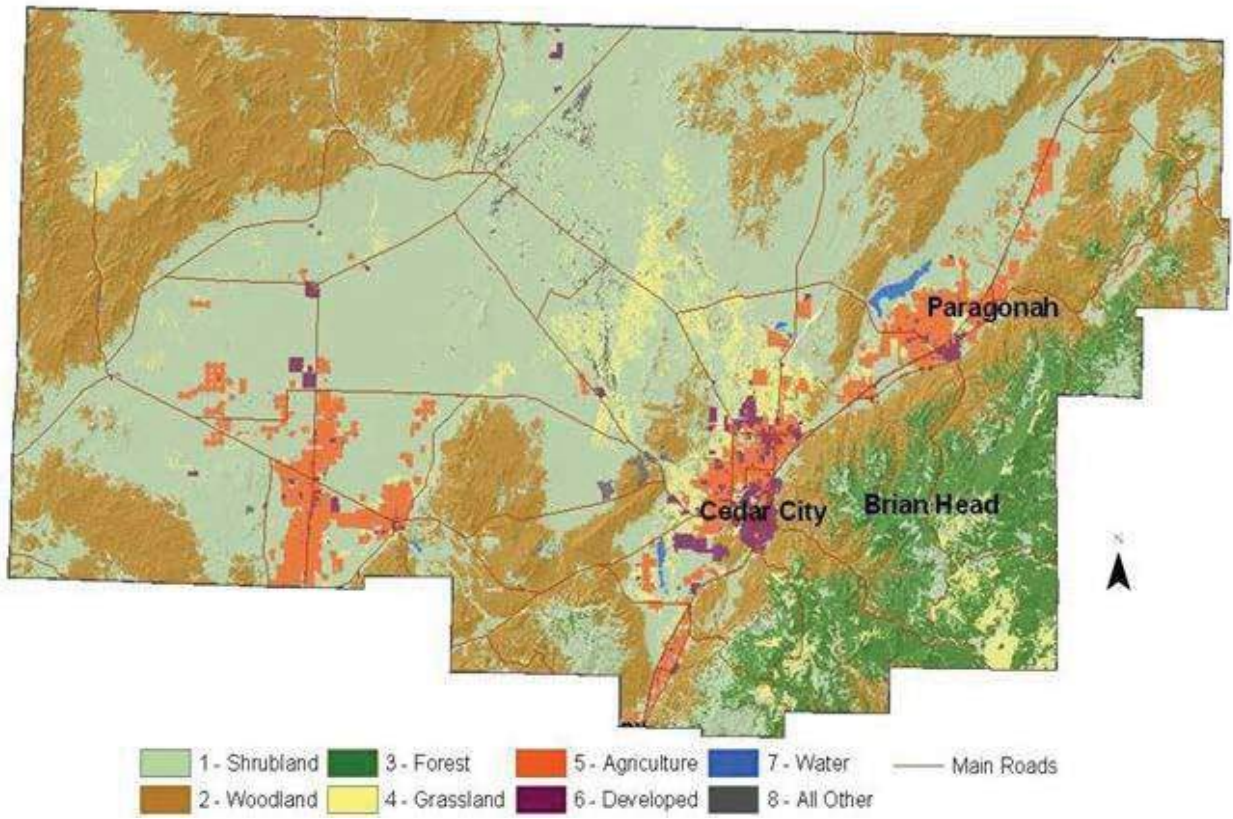 Paragonah
Cedar City
Brian Head
N
1 - Shrubland
3 - Forest
5 - Agriculture
7 - Water
Main Roads
2 - Woodland
4 - Grassland
6 - Developed
8 - All Other